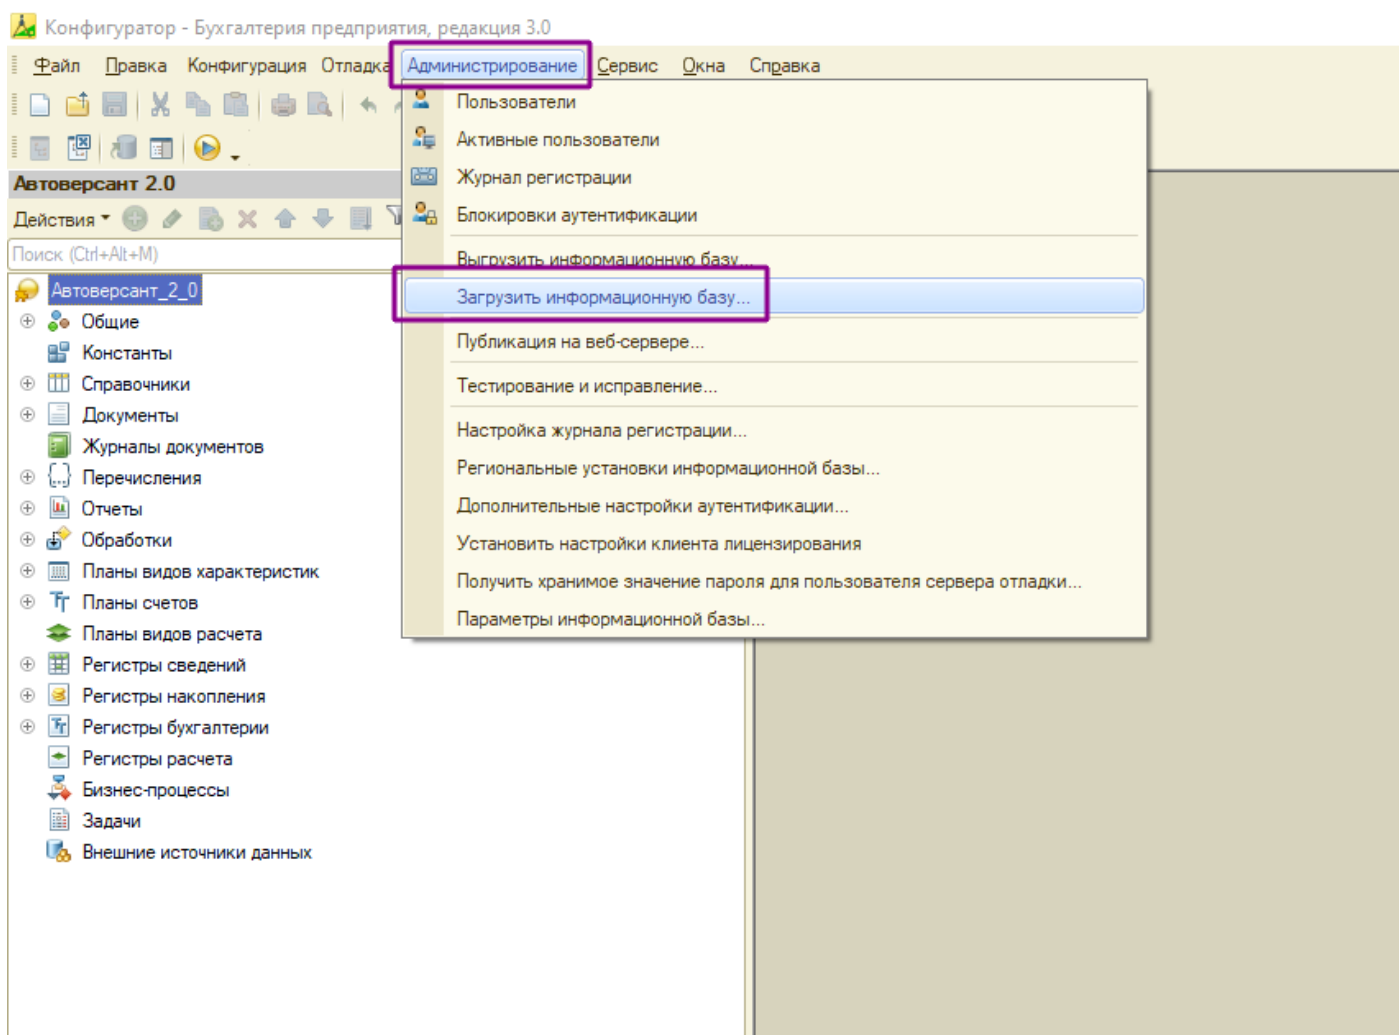 Конфигуратор - Бухгалтерия предприятия, редакция 3.0
Файл Правка Конфигурация Отладка Администрирование Сервис Окна Справка
Пользователи
Активные пользователи
Журнал регистрации
Блокировки аутентификации
Выгрузить информационную базу...
Загрузить информационную базу...
Публикация на веб-сервере...
Тестирование и исправление...
Настройка журнала регистрации...
Региональные установки информационной базы...
Дополнительные настройки аутентификации...
Установить настройки клиента лицензирования
Получить хранимое значение пароля для пользователя сервера отладки...
Параметры информационной базы...
Автоверсант 2.0
Действия
Поиск (Ctrl+Alt+M)
Автоверсант_2_0
Общие
Константы
Справочники
Документы
Журналы документов
Перечисления
Отчеты
Обработки
Планы видов характеристик
Планы счетов
Планы видов расчета
Регистры сведений
Регистры накопления
Регистры бухгалтерии
Регистры расчета
Бизнес-процессы
Задачи
Внешние источники данных